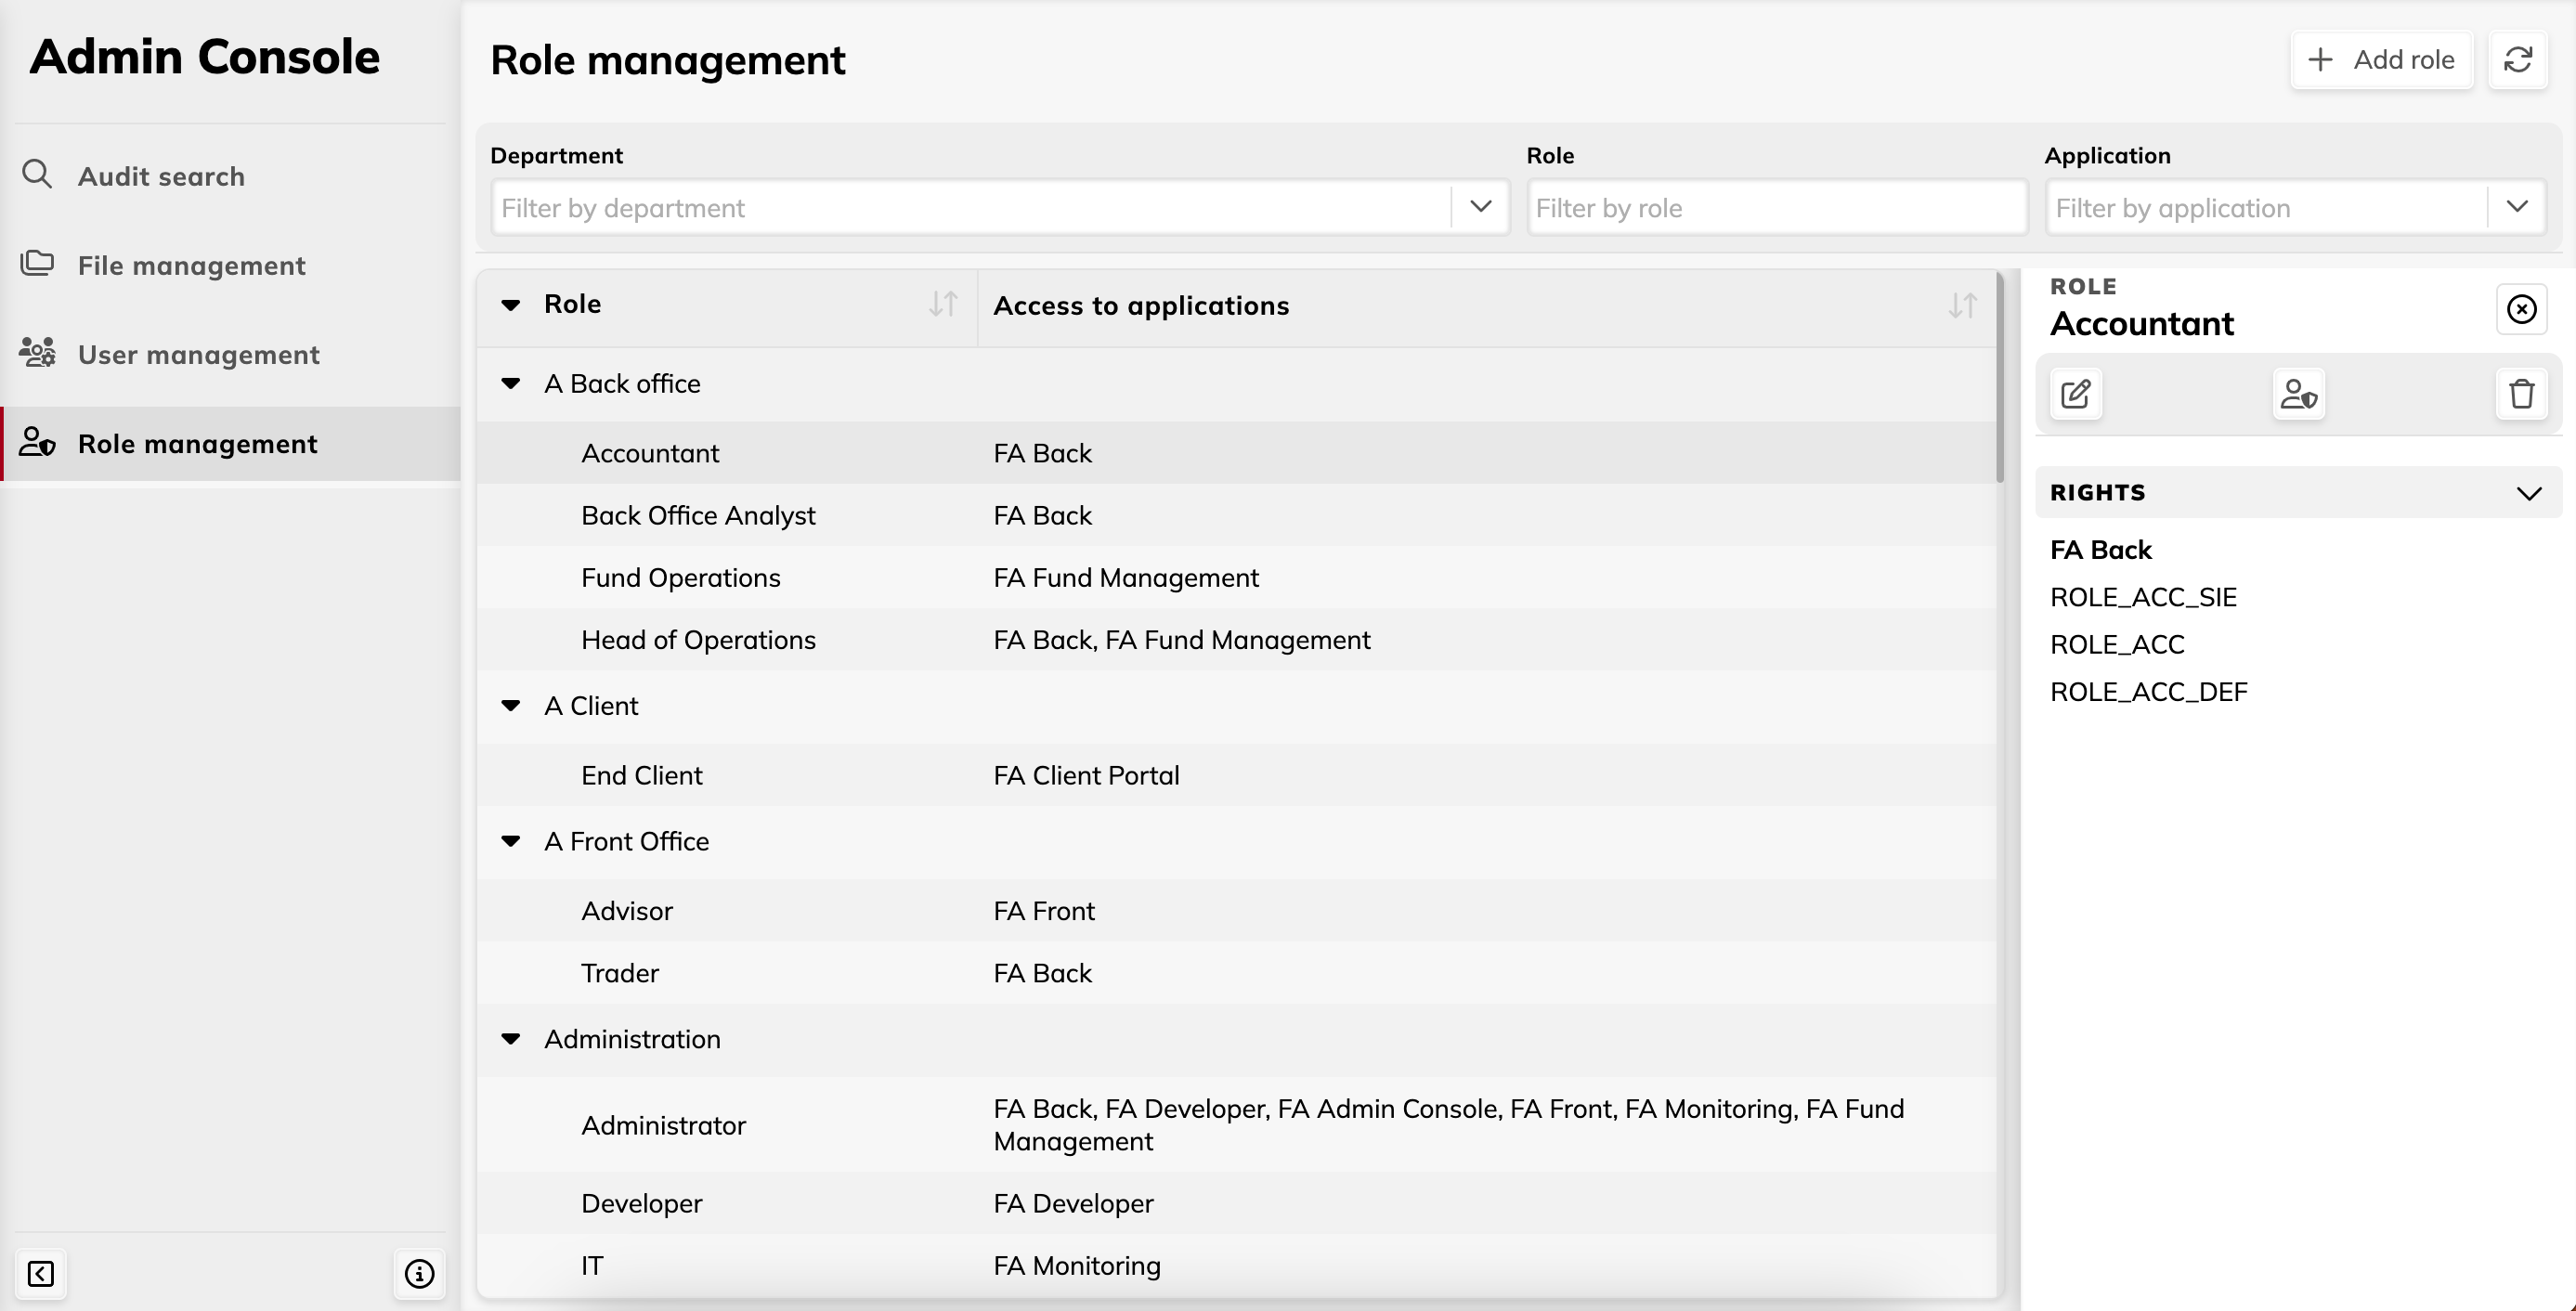 Admin Console
Audit search
File management
User management
Role management
Role management
Add role
Department
Role
Application
Filter by department
Filter by role
Filter by application
Role
Access to applications
A Back office
Accountant
FA Back
Back Office Analyst
FA Back
Fund Operations
FA Fund Management
Head of Operations
FA Back, FA Fund Management
A Client
End Client
FA Client Portal
A Front Office
Advisor
FA Front
Trader
FA Back
Administration
Administrator
FA Back, FA Developer, FA Admin Console, FA Front, FA Monitoring, FA Fund
Management
Developer
FA Developer
IT
FA Monitoring
ROLE
Accountant
RIGHTS
FA Back
ROLE_ACC_SIE
ROLE_ACC
ROLE_ACC_DEF